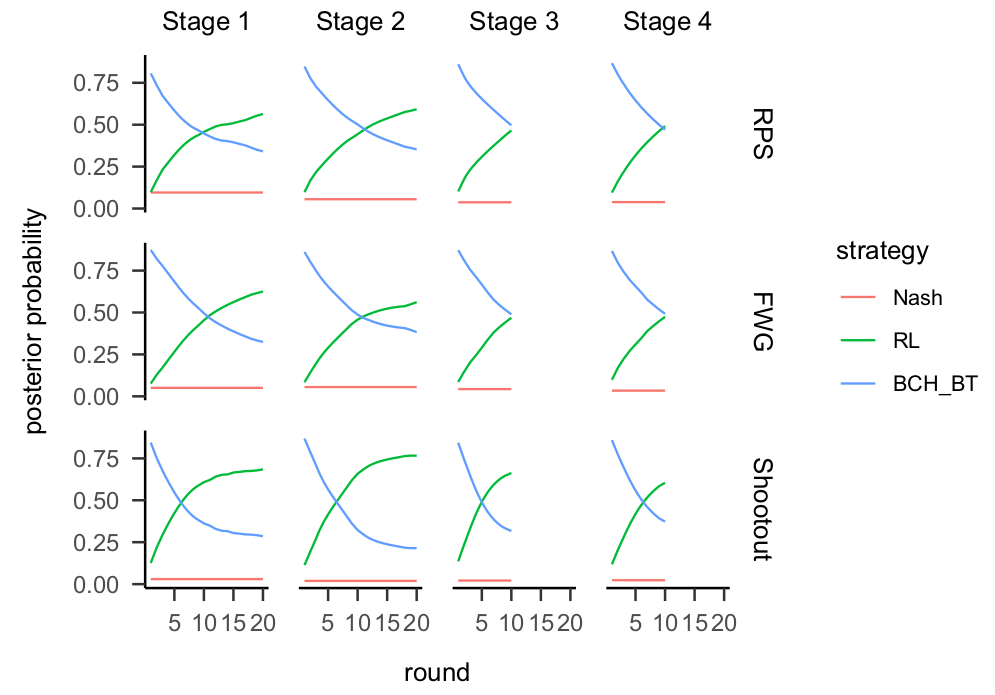 Stage 1 Stage 2 Stage 3 Stage 4
0.75
0.50
0.25
0.00
RPS
0.75
0.50
0.25
0.00
FWG
0.75
0.50
0.25
0.00
Shootout
posterior probability
5 10 15 20 5 10 15 20 5 10 15 20 5 10 15 20
round
strategy
Nash
RL
BCH_BT